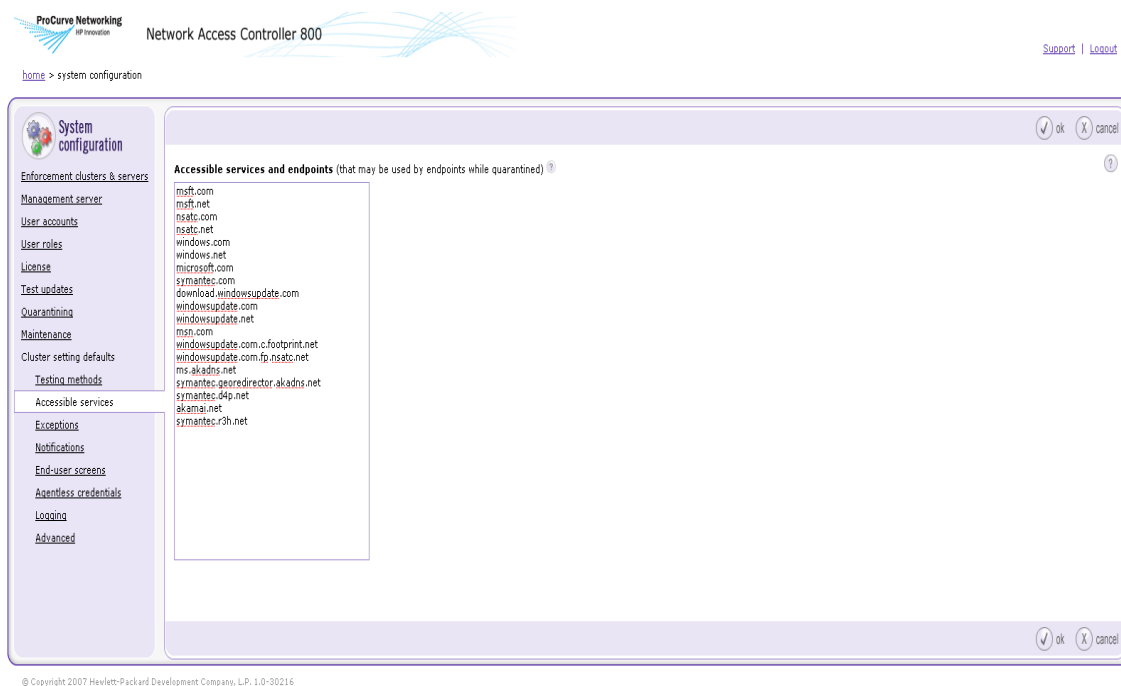 ProCurve Networking
HP Innovation
Network Access Controller 800
Support | Logout
home > system configuration
System
configuration
ok cancel
Enforcement clusters & servers
Management server
User accounts
User roles
License
Test updates
Quarantining
Maintenance
Cluster setting defaults
Testing methods
Accessible services
Exceptions
Notifications
End-user screens
Agentless credentials
Logging
Advanced
Accessible services and endpoints (that may be used by endpoints while quarantined) ?
?
msft.com
msft.net
nsatc.com
nsatc.net
windows.com
windows.net
microsoft.com
symantec.com
download.windowsupdate.com
windowsupdate.com
windowsupdate.net
msn.com
windowsupdate.com.c.footprint.net
windowsupdate.com.fp.nsatc.net
ms.akadns.net
symantec.georedirector.akadns.net
symantec.d4p.net
akamai.net
symantec.r3h.net
ok cancel
© Copyright 2007 Hewlett-Packard Development Company, L.P. 1.0-30216